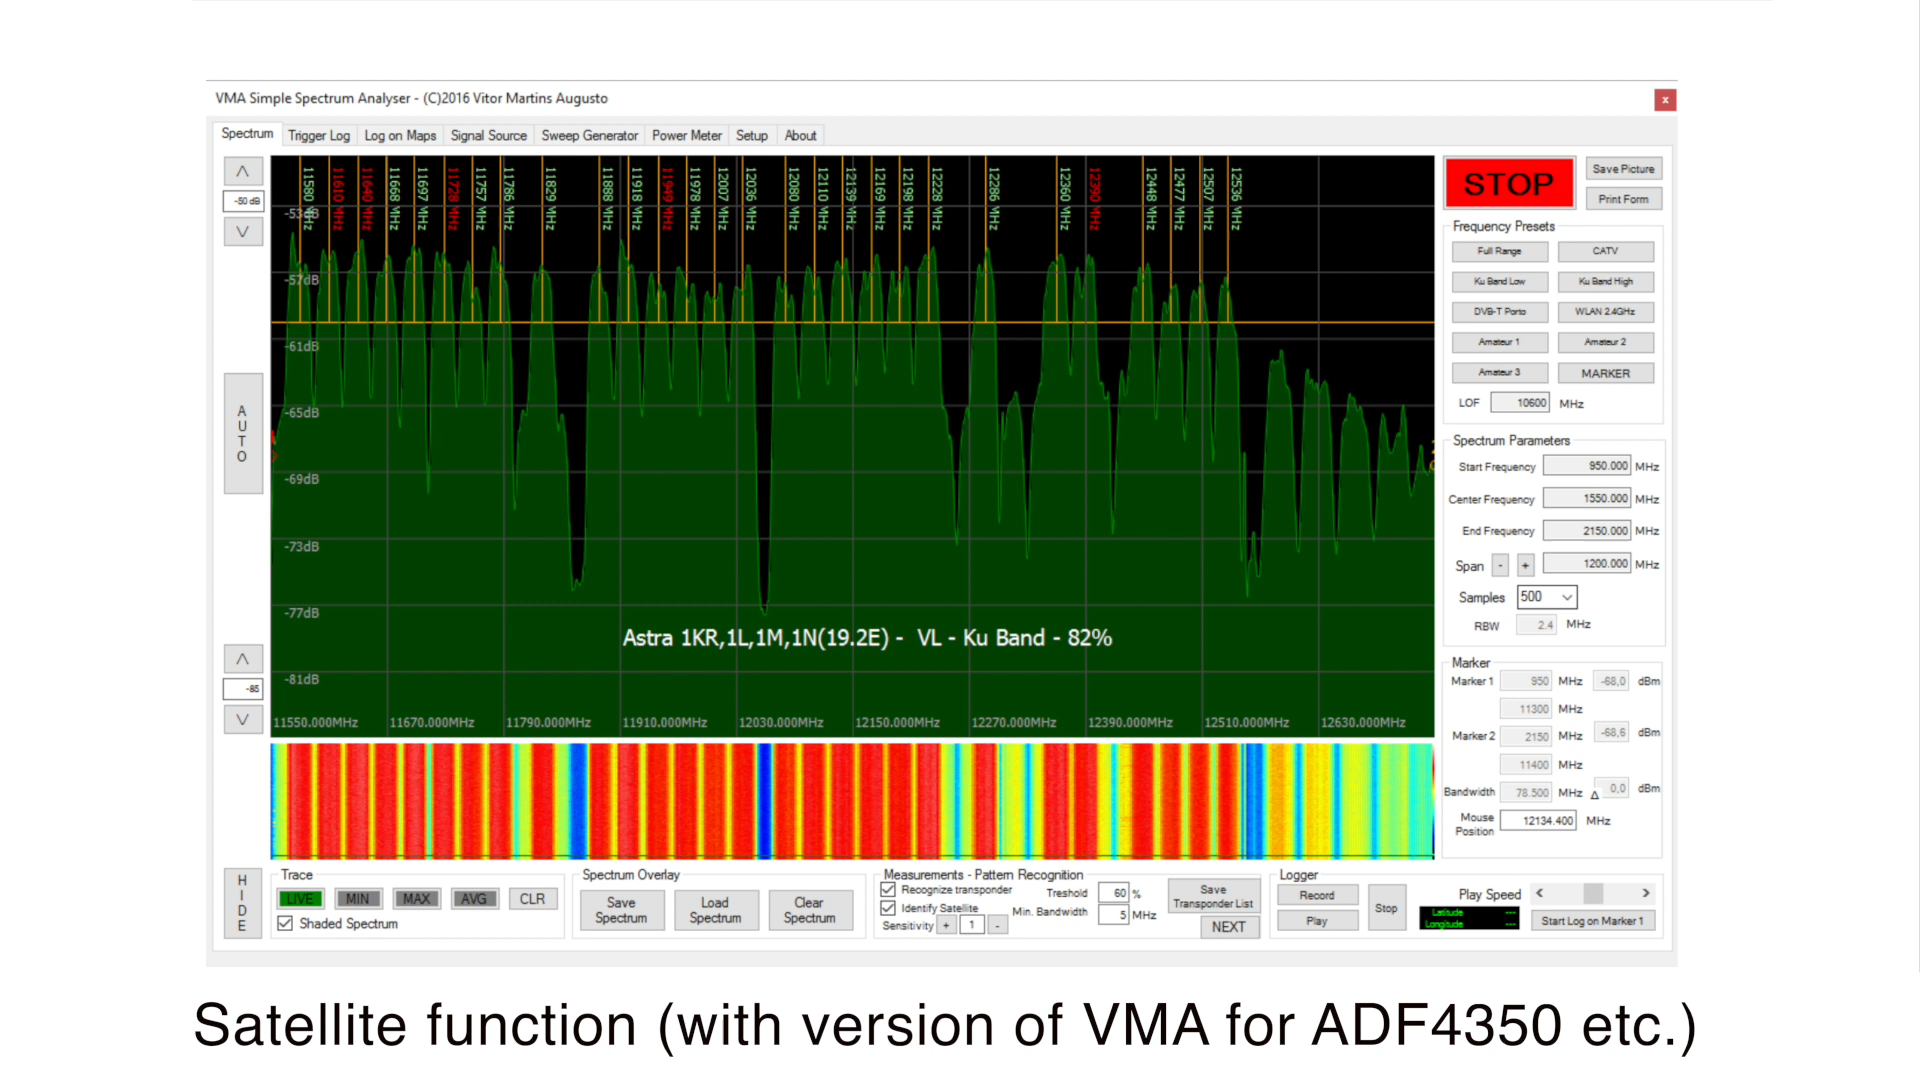 VMA Simple Spectrum Analyser - (C)2016 Vitor Martins Augusto
x
Spectrum Trigger Log Log on Maps Signal Source Sweep Generator Power Meter Setup About
-50 dB
AUTO
-85
HIDE
11580 MHz
11610 MHz
11640 MHz
11668 MHz
11697 MHz
11728 MHz
11757 MHz
11786 MHz
11829 MHz
11888 MHz
11918 MHz
11949 MHz
11978 MHz
12007 MHz
12036 MHz
12080 MHz
12110 MHz
12139 MHz
12169 MHz
12198 MHz
12228 MHz
12286 MHz
12360 MHz
12390 MHz
12448 MHz
12477 MHz
12507 MHz
12536 MHz
-53dB
-57dB
-61dB
-65dB
-69dB
-73dB
-77dB
-81dB
Astra 1KR,1L,1M,1N(19.2E) - VL - Ku Band - 82%
11550.000MHz 11670.000MHz 11790.000MHz 11910.000MHz 12030.000MHz 12150.000MHz 12270.000MHz 12390.000MHz 12510.000MHz 12630.000MHz
STOP
Save Picture
Print Form
Frequency Presets
Full Range CATV
Ku Band Low Ku Band High
DVB-T Porto WLAN 2.4GHz
Amateur 1 Amateur 2
Amateur 3 MARKER
LOF 10600 MHz
Spectrum Parameters
Start Frequency 950.000 MHz
Center Frequency 1550.000 MHz
End Frequency 2150.000 MHz
Span - + 1200.000 MHz
Samples 500
RBW 2.4 MHz
Marker
Marker 1 950 MHz -68,0 dBm
11300 MHz
Marker 2 2150 MHz -68,6 dBm
11400 MHz
Bandwidth 78.500 MHz Δ 0,0 dBm
Mouse Position 12134.400 MHz
Trace
LIVE MIN MAX AVG CLR
Shaded Spectrum
Spectrum Overlay
Save Spectrum
Load Spectrum
Clear Spectrum
Measurements - Pattern Recognition
Recognize transponder Treshold 60 %
Identify Satellite Min. Bandwidth 5 MHz
Sensitivity + 1 -
Save Transponder List
NEXT
Logger
Record
Play
Stop
Play Speed < >
Latitude ---
Longitude ---
Start Log on Marker 1
Satellite function (with version of VMA for ADF4350 etc.)